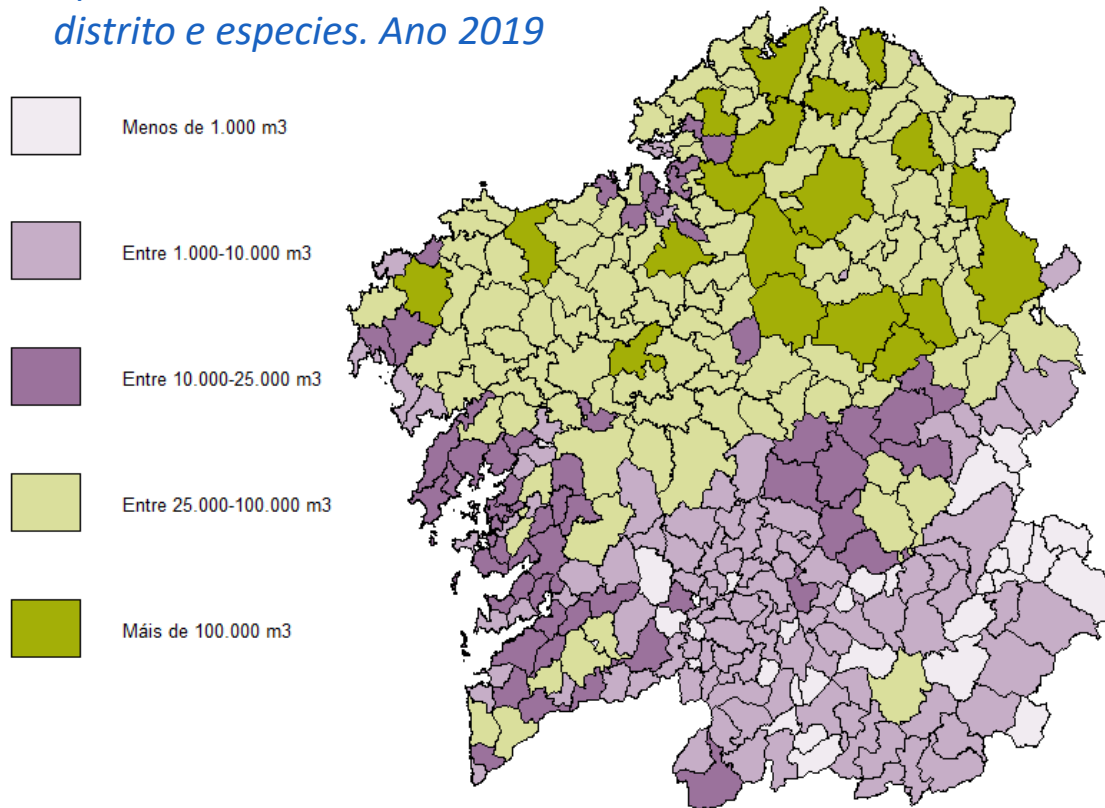 distrito e especies. Ano 2019
Menos de 1.000 m3
Entre 1.000-10.000 m3
Entre 10.000-25.000 m3
Entre 25.000-100.000 m3
Máis de 100.000 m3